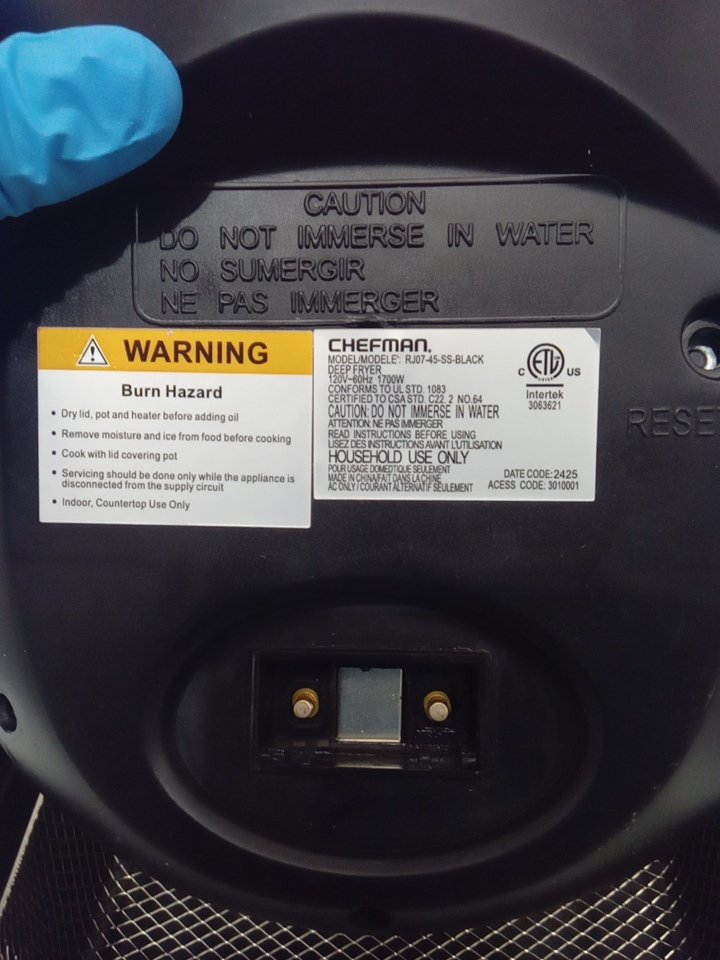 CAUTION
DO NOT IMMERSE IN WATER
NO SUMERGIR
NE PAS IMMERGER
WARNING
Burn Hazard
• Dry lid, pot and heater before adding oil
• Remove moisture and ice from food before cooking
• Cook with lid covering pot
• Servicing should be done only while the appliance is
disconnected from the supply circuit
• Indoor, Countertop Use Only
CHEFMAN.
MODEL/MODELE': RJ07-45-SS-BLACK
DEEP FRYER
120V~60Hz 1700W
CONFORMS TO UL STD. 1083
CERTIFIED TO CSA STD. C22. 2 NO.64
CAUTION: DO NOT IMMERSE IN WATER
ATTENTION: NE PAS IMMERGER
READ INSTRUCTIONS BEFORE USING
LISEZ DES INSTRUCTIONS AVANT L'UTILISATION
HOUSEHOLD USE ONLY
POUR USAGE DOMEDTIQUE SEULEMENT
MADE IN CHINA/FAIT DANS LA CHINE
AC ONLY / COURANT ALTERNATIF SEULEMENT
C ETL US
Intertek
3063621
DATE CODE: 2425
ACESS CODE: 3010001
RESE